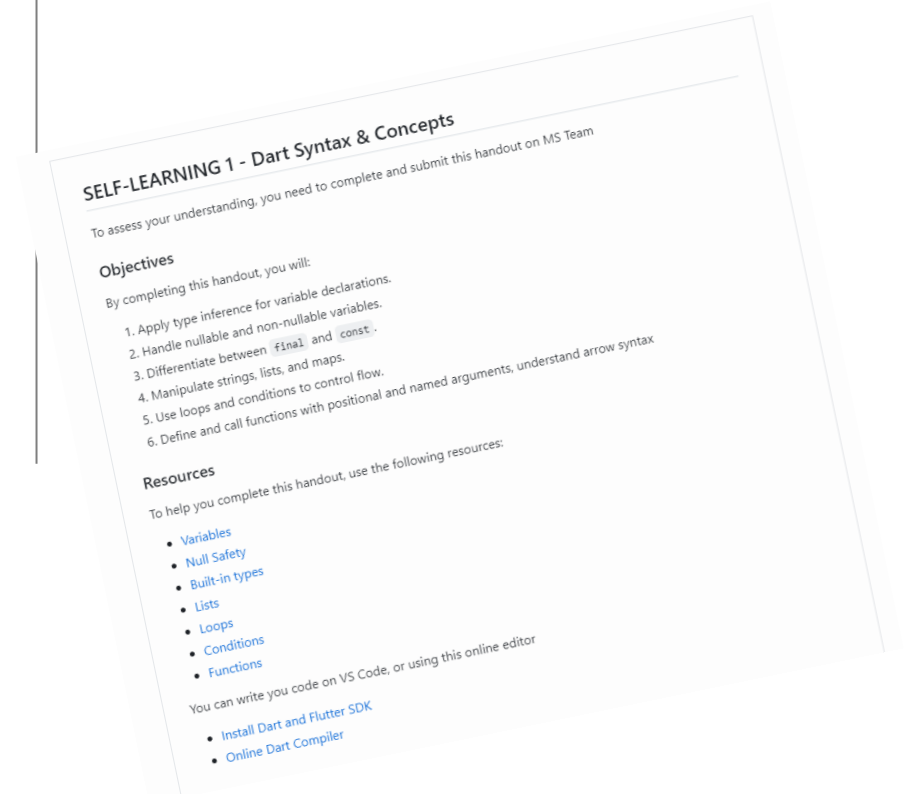 SELF-LEARNING 1 - Dart Syntax & Concepts
To assess your understanding, you need to complete and submit this handout on MS Team
Objectives
By completing this handout, you will:
1. Apply type inference for variable declarations.
2. Handle nullable and non-nullable variables.
3. Differentiate between final and const.
4. Manipulate strings, lists, and maps.
5. Use loops and conditions to control flow.
6. Define and call functions with positional and named arguments, understand arrow syntax
Resources
To help you complete this handout, use the following resources:
• Variables
• Null Safety
• Built-in types
• Lists
• Loops
• Conditions
• Functions
You can write you code on VS Code, or using this online editor
• Install Dart and Flutter SDK
• Online Dart Compiler